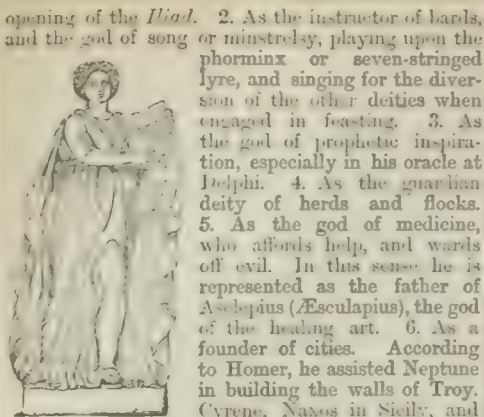 opening of the Iliad. 2. As the instructor of bards,
and the god of song or minstrelsy, playing upon the
phorminx or seven-stringed
lyre, and singing for the diver-
sion of the other deities when
engaged in feasting. 3. As
the god of prophetic inspira-
tion, especially in his oracle at
Delphi. 4. As the guardian
deity of herds and flocks.
5. As the god of medicine,
who affords help, and wards
off evil. In this sense he is
represented as the father of
Asclepius (Æsculapius), the god
of the healing art. 6. As a
founder of cities. According
to Homer, he assisted Neptune
in building the walls of Troy.
Cyrene, Naxos in Sicily, and